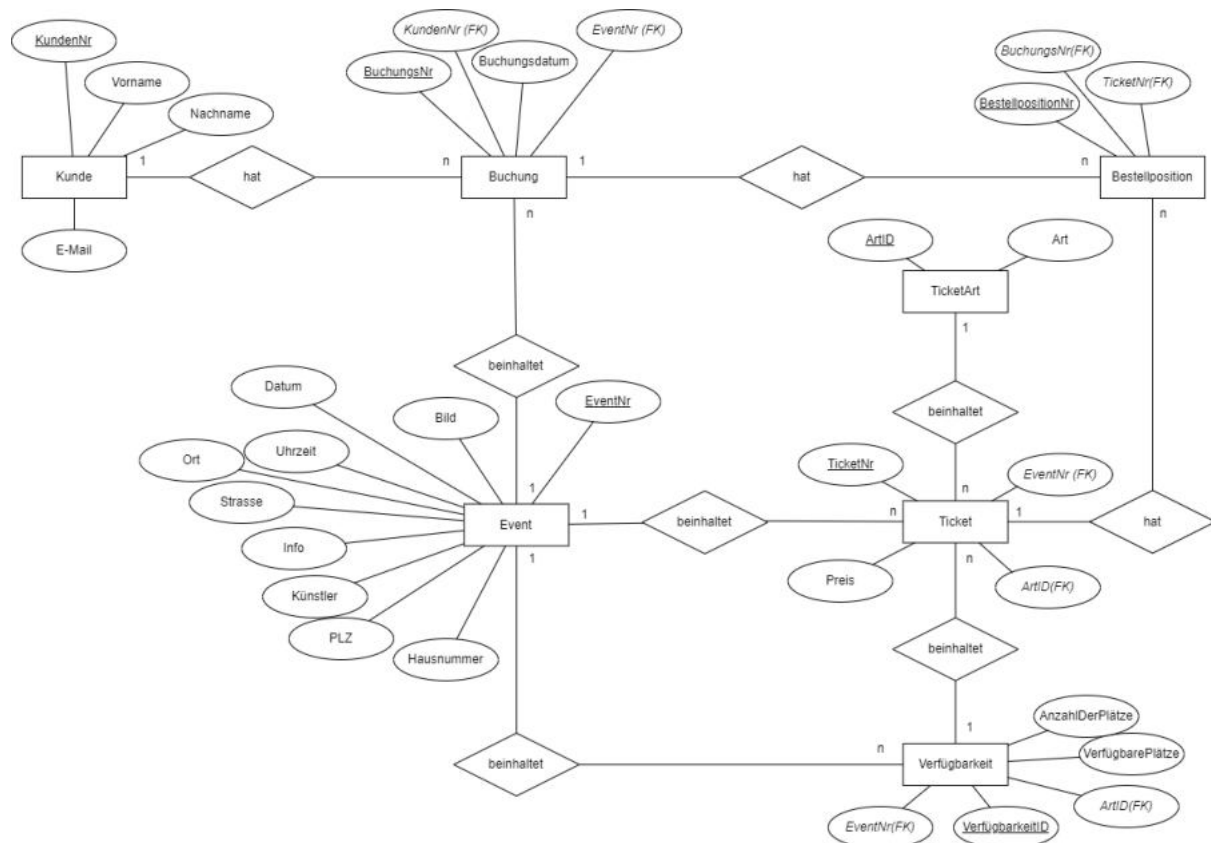 KundenNr
KundenNr (FK)
EventNr (FK)
BuchungsNr(FK)
Vorname
BuchungsNr
Buchungsdatum
TicketNr(FK)
Nachname
BestellpositionNr
1
n
1
n
Kunde
hat
Buchung
hat
Bestellposition
n
n
E-Mail
ArtID
Art
TicketArt
1
beinhaltet
Datum
Bild
EventNr
beinhaltet
Uhrzeit
Ort
TicketNr
EventNr (FK)
Strasse
1
n
Event
1
beinhaltet
n
Ticket
1
hat
Info
1
n
Künstler
Preis
ArtID(FK)
PLZ
Hausnummer
beinhaltet
AnzahlDerPlätze
1
n
VerfügbarePlätze
beinhaltet
Verfügbarkeit
ArtID(FK)
EventNr(FK)
VerfügbarkeitID